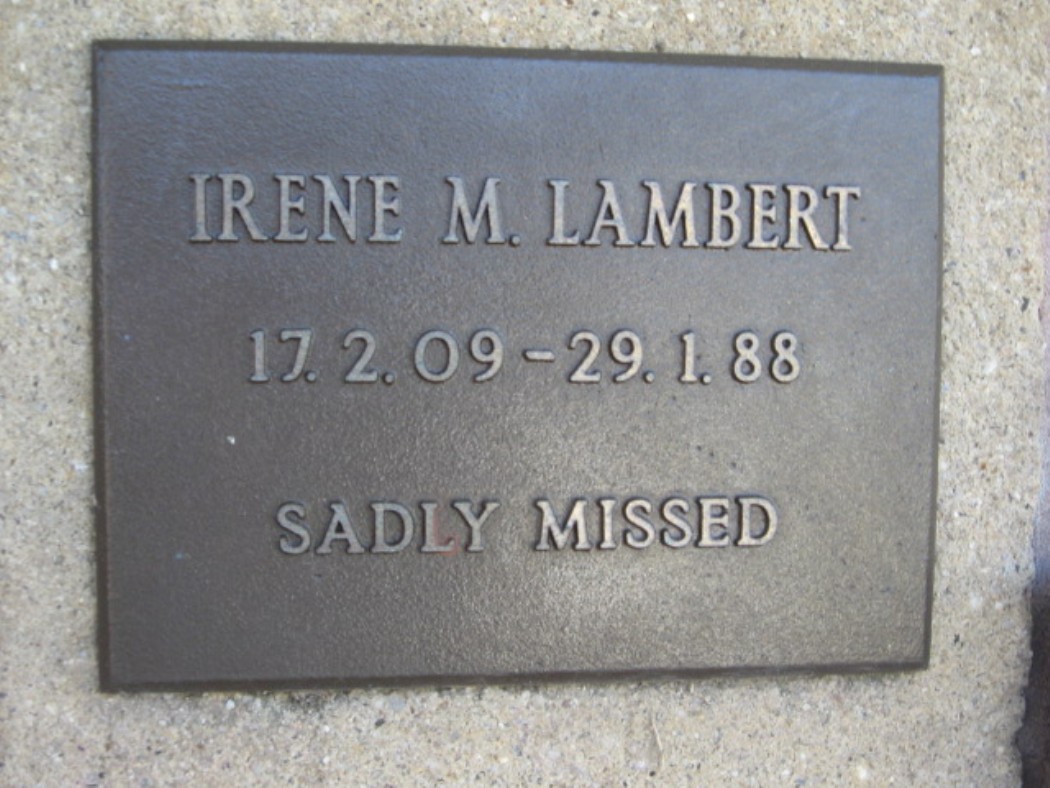 IRENE M. LAMBERT
17. 2. 09 - 29. 1. 88
SADLY MISSED